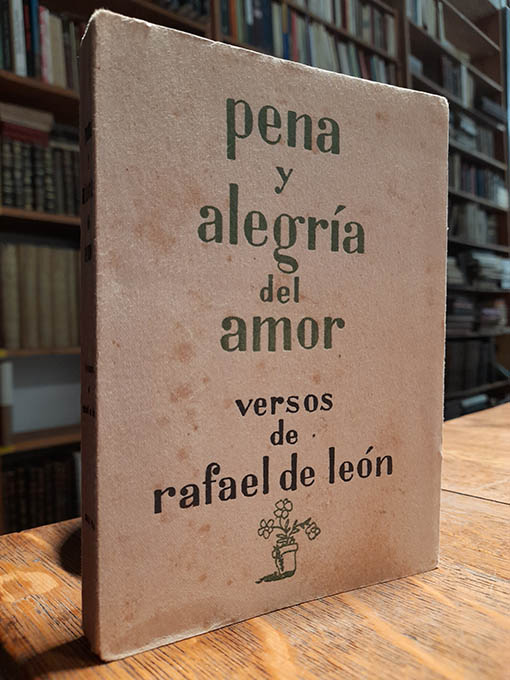 pena
y
alegría
del
amor
versos
de
rafael de león